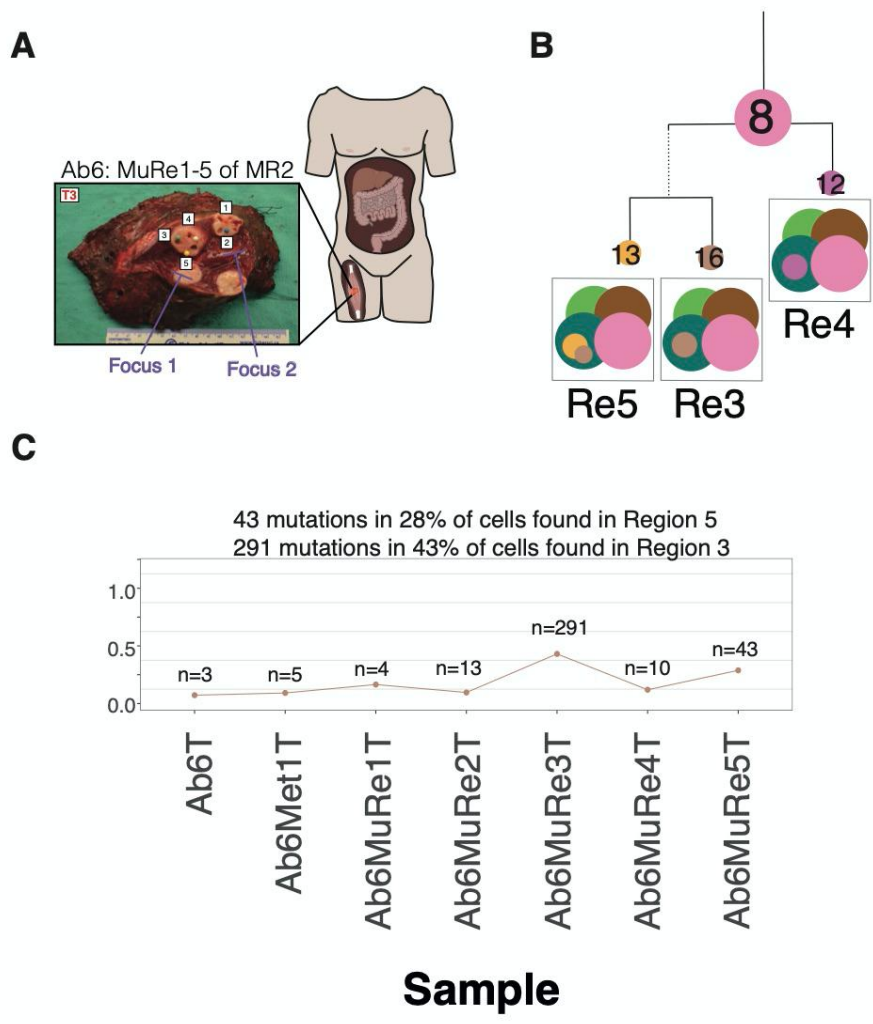 A
Ab6: MuRe1-5 of MR2
T3
1
4
3
2
5
Focus 1
Focus 2
B
8
12
13
16
Re4
Re5
Re3
C
43 mutations in 28% of cells found in Region 5
291 mutations in 43% of cells found in Region 3
1.0
0.5
0.0
n=3
n=5
n=4
n=13
n=291
n=10
n=43
Ab6T
Ab6Met1T
Ab6MuRe1T
Ab6MuRe2T
Ab6MuRe3T
Ab6MuRe4T
Ab6MuRe5T
Sample